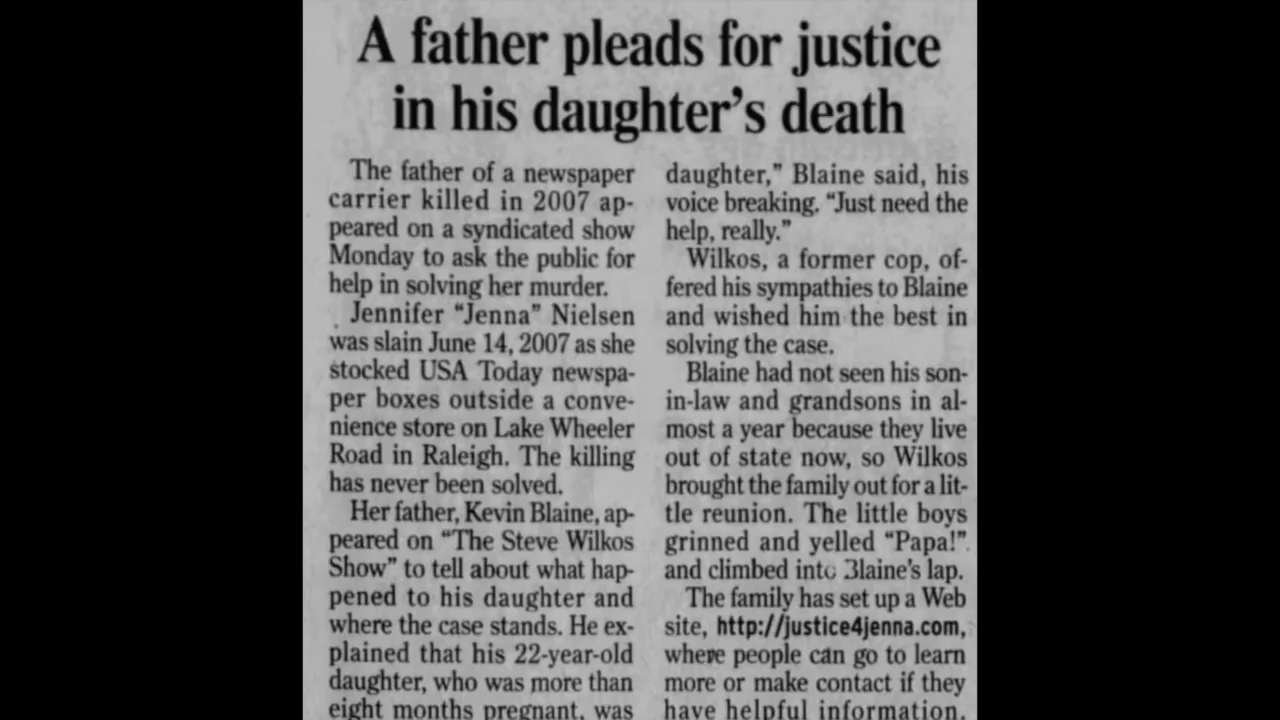 A father pleads for justice
in his daughter's death
The father of a newspaper
carrier killed in 2007 ap-
peared on a syndicated show
Monday to ask the public for
help in solving her murder.
Jennifer “Jenna” Nielsen
was slain June 14, 2007 as she
stocked USA Today newspa-
per boxes outside a conve-
nience store on Lake Wheeler
Road in Raleigh. The killing
has never been solved.
Her father, Kevin Blaine, ap-
peared on “The Steve Wilkos
Show” to tell about what hap-
pened to his daughter and
where the case stands. He ex-
plained that his 22-year-old
daughter, who was more than
eight months pregnant, was
daughter,” Blaine said, his
voice breaking. “Just need the
help, really.”
Wilkos, a former cop, of-
fered his sympathies to Blaine
and wished him the best in
solving the case.
Blaine had not seen his son-
in-law and grandsons in al-
most a year because they live
out of state now, so Wilkos
brought the family out for a lit-
tle reunion. The little boys
grinned and yelled “Papa!”
and climbed into Blaine's lap.
The family has set up a Web
site, http://justice4jenna.com,
where people can go to learn
more or make contact if they
have helpful information.